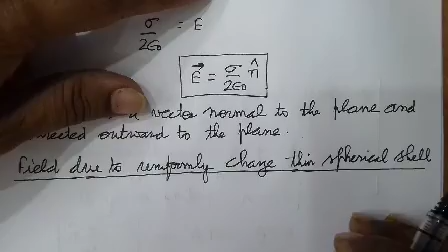 σ/2ε0 = E
E⃗ = σ/2ε0 n̂
vector normal to the plane and
outward to the plane.
Field due to uniformly charge thin spherical shell